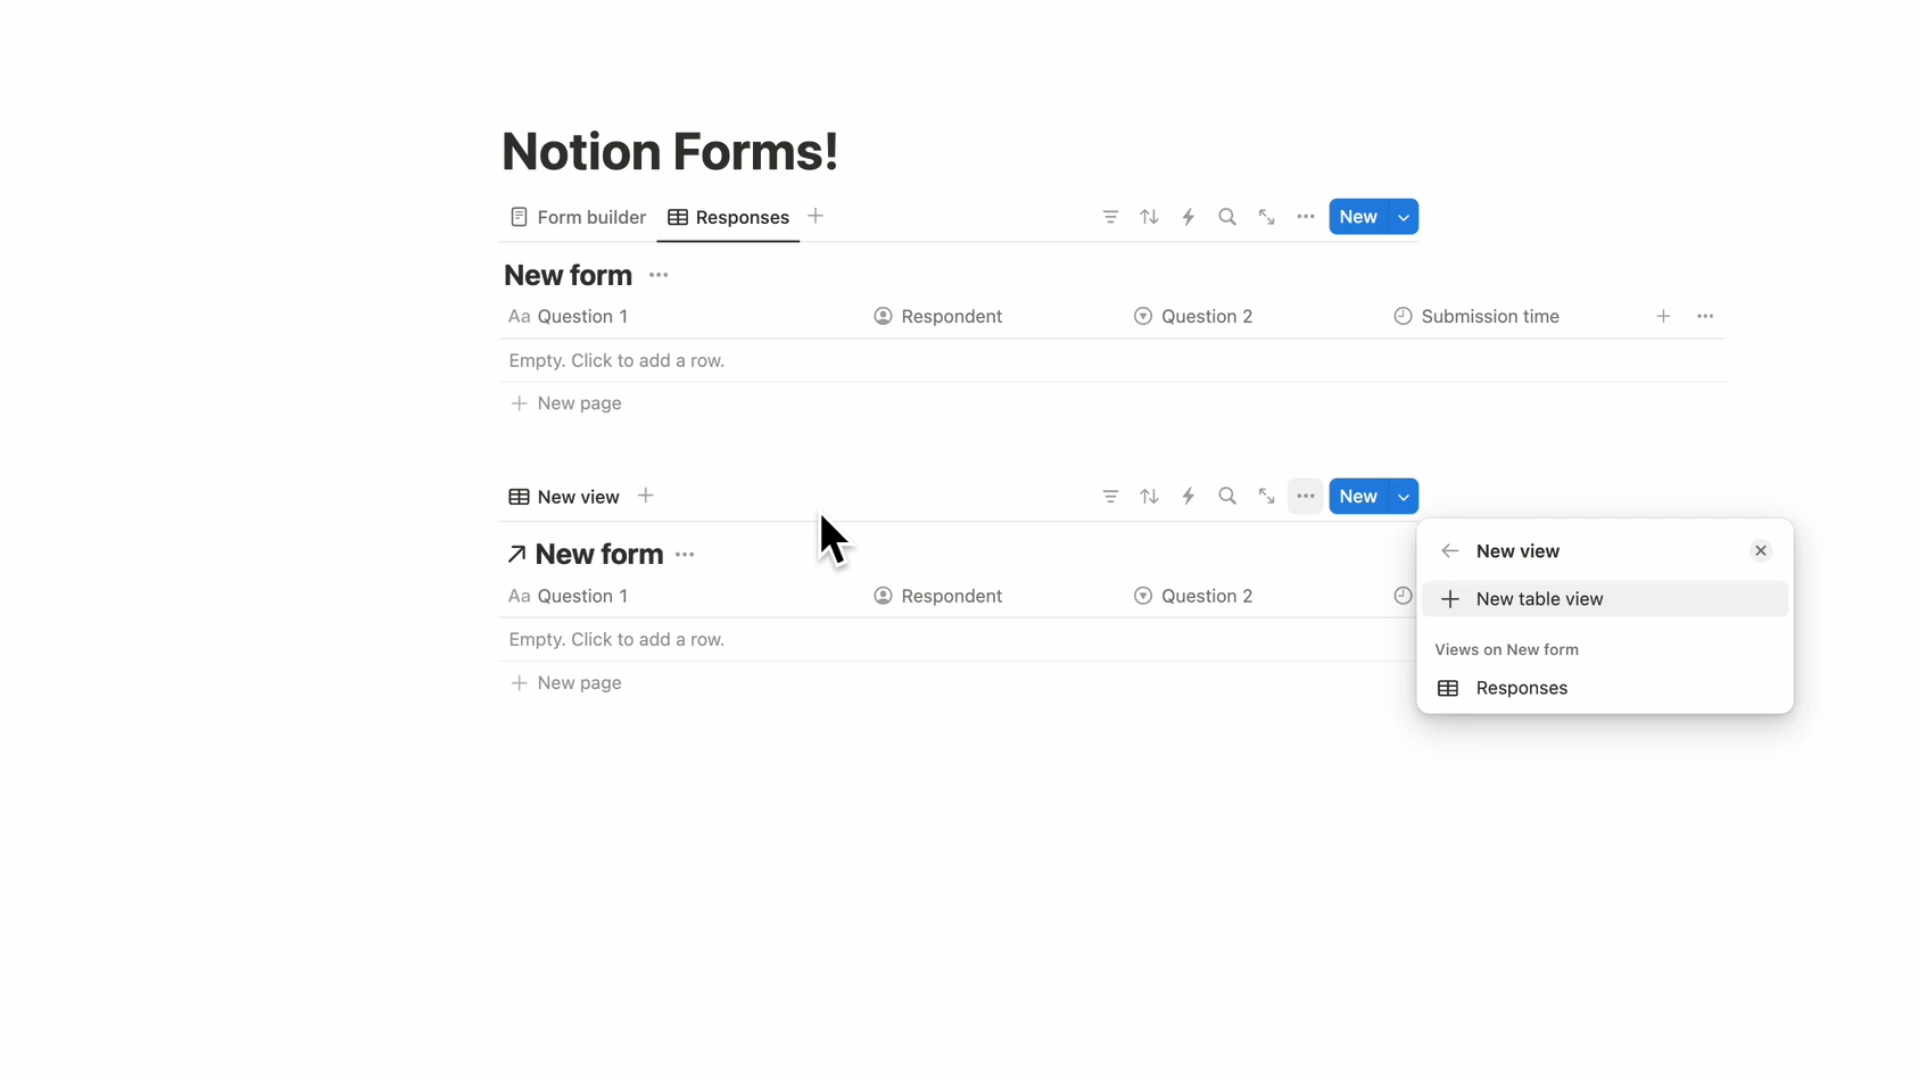 Notion Forms!
Form builder Responses New
New form
Aa Question 1 Respondent Question 2 Submission time
Empty. Click to add a row.
New page
New view New
New form
Aa Question 1 Respondent Question 2
Empty. Click to add a row.
New page
New view
New table view
Views on New form
Responses